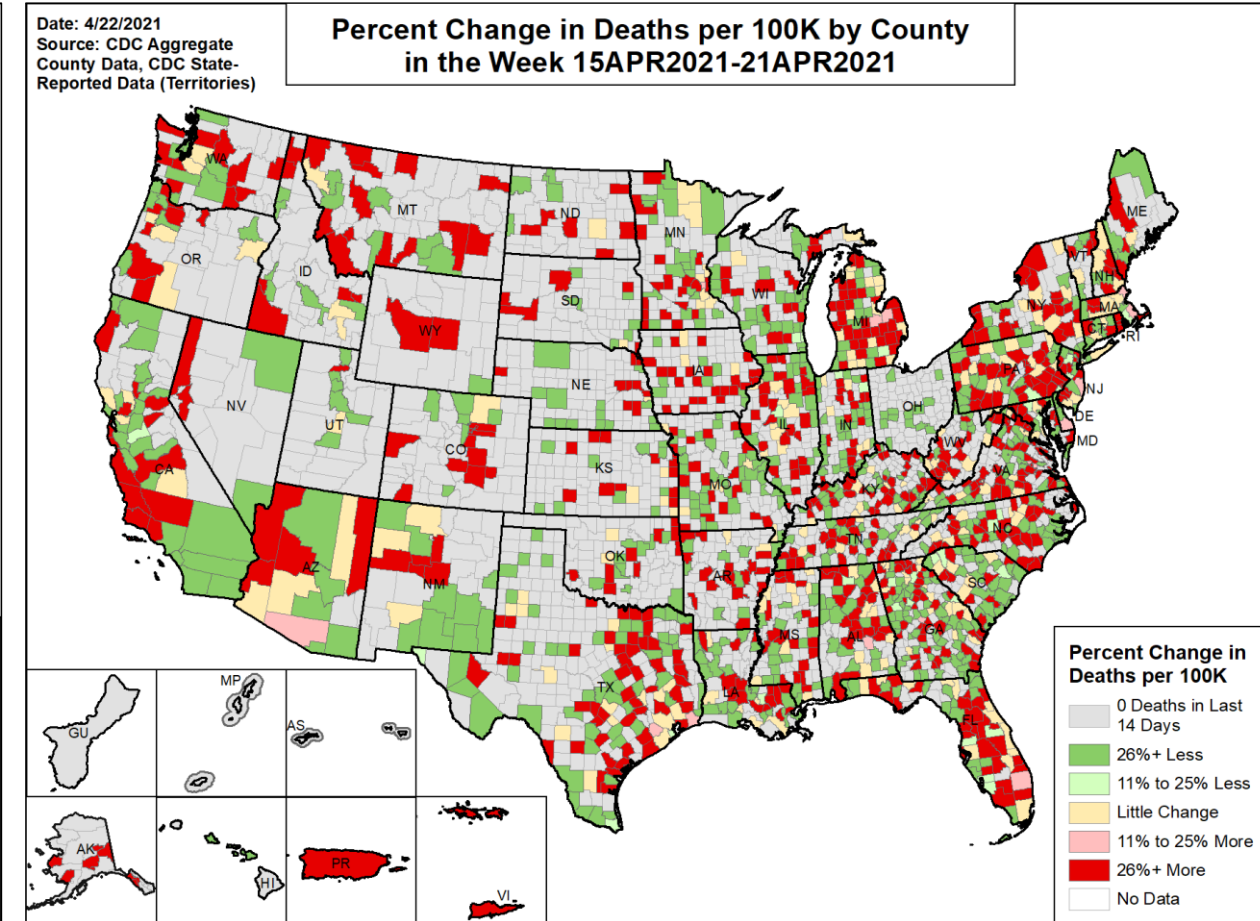 Date: 4/22/2021
Source: CDC Aggregate
County Data, CDC State-
Reported Data (Territories)
Percent Change in Deaths per 100K by County
in the Week 15APR2021-21APR2021
WA
MT
ND
MN
ME
OR
ID
SD
WI
MI
VT
NH
NY
MA
CT
RI
WY
IA
PA
NJ
NV
UT
NE
IL
IN
OH
DE
MD
CA
CO
KS
MO
WV
VA
KY
AZ
NM
OK
AR
TN
NC
SC
TX
LA
MS
AL
GA
FL
GU
MP
AS
AK
HI
PR
VI
Percent Change in
Deaths per 100K
0 Deaths in Last
14 Days
26%+ Less
11% to 25% Less
Little Change
11% to 25% More
26%+ More
No Data